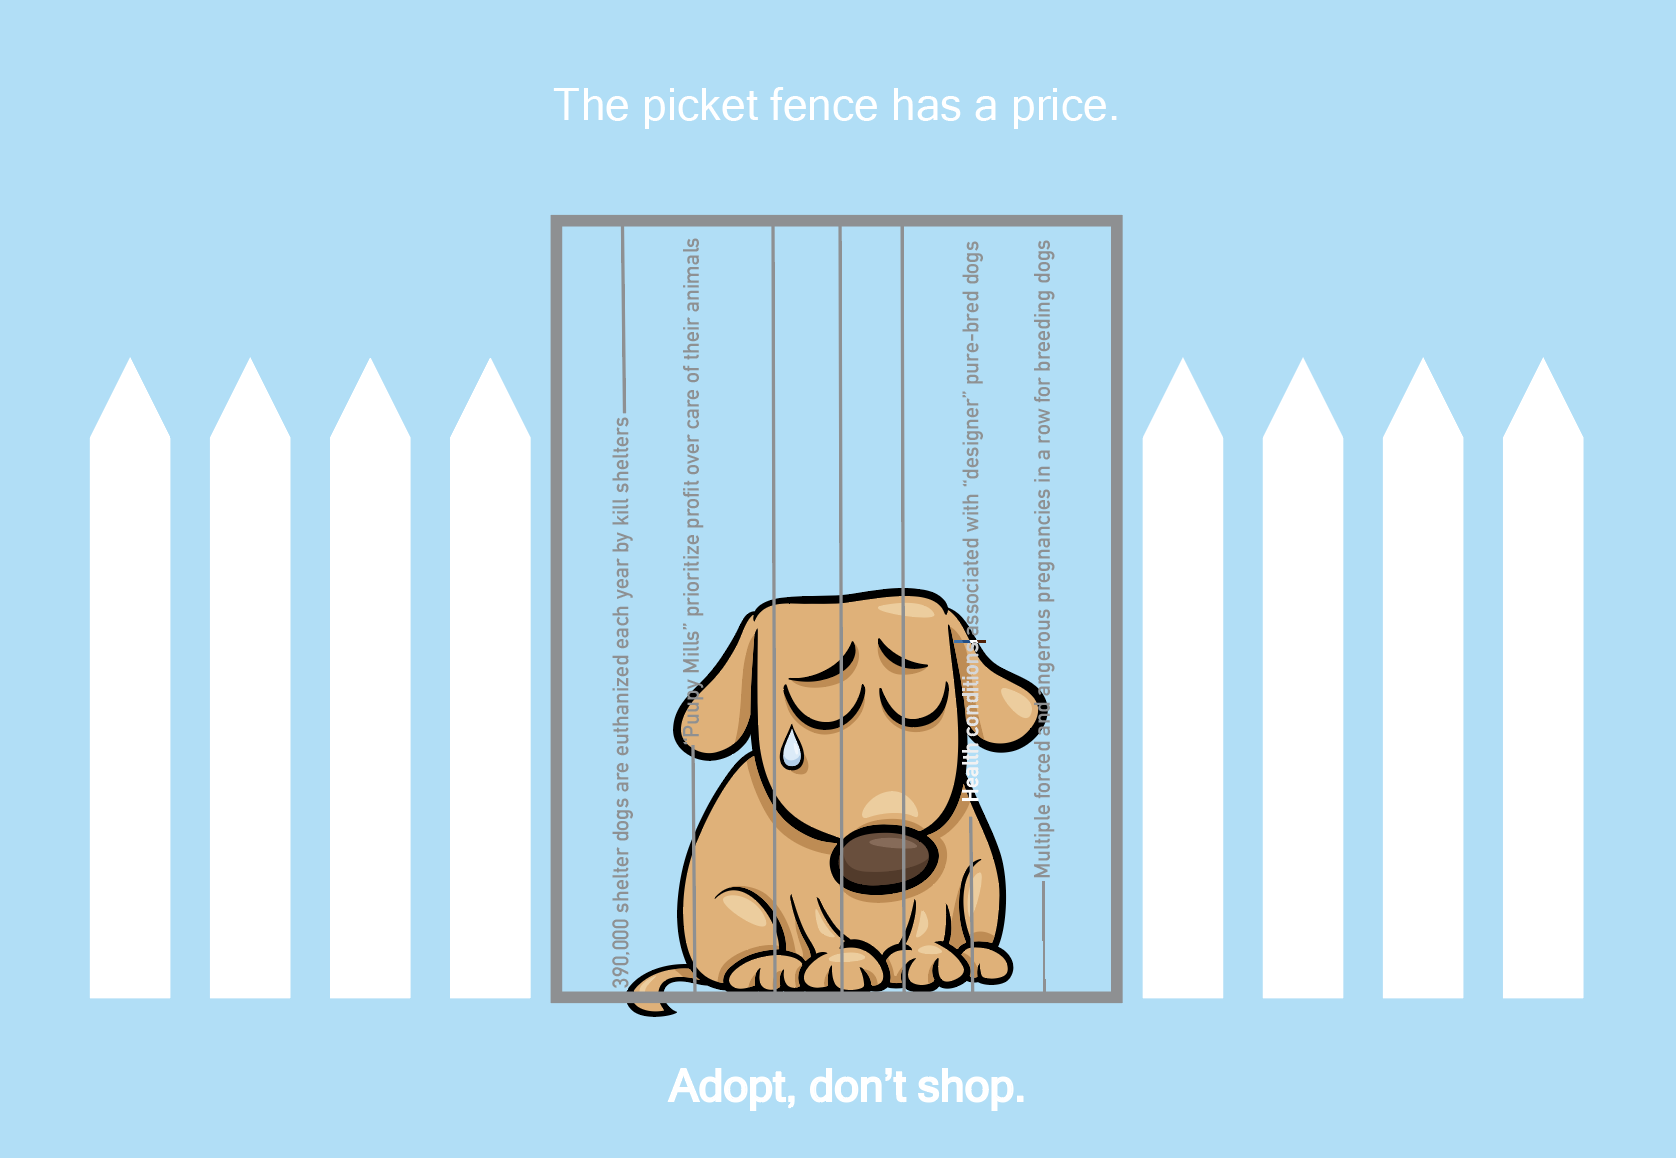 The picket fence has a price.
390,000 shelter dogs are euthanized each year by kill shelters
“Puupy Mills” prioritize profit over care of their animals
Health conditions associated with “designer” pure-bred dogs
Multiple forced and dangerous pregnancies in a row for breeding dogs
Adopt, don’t shop.